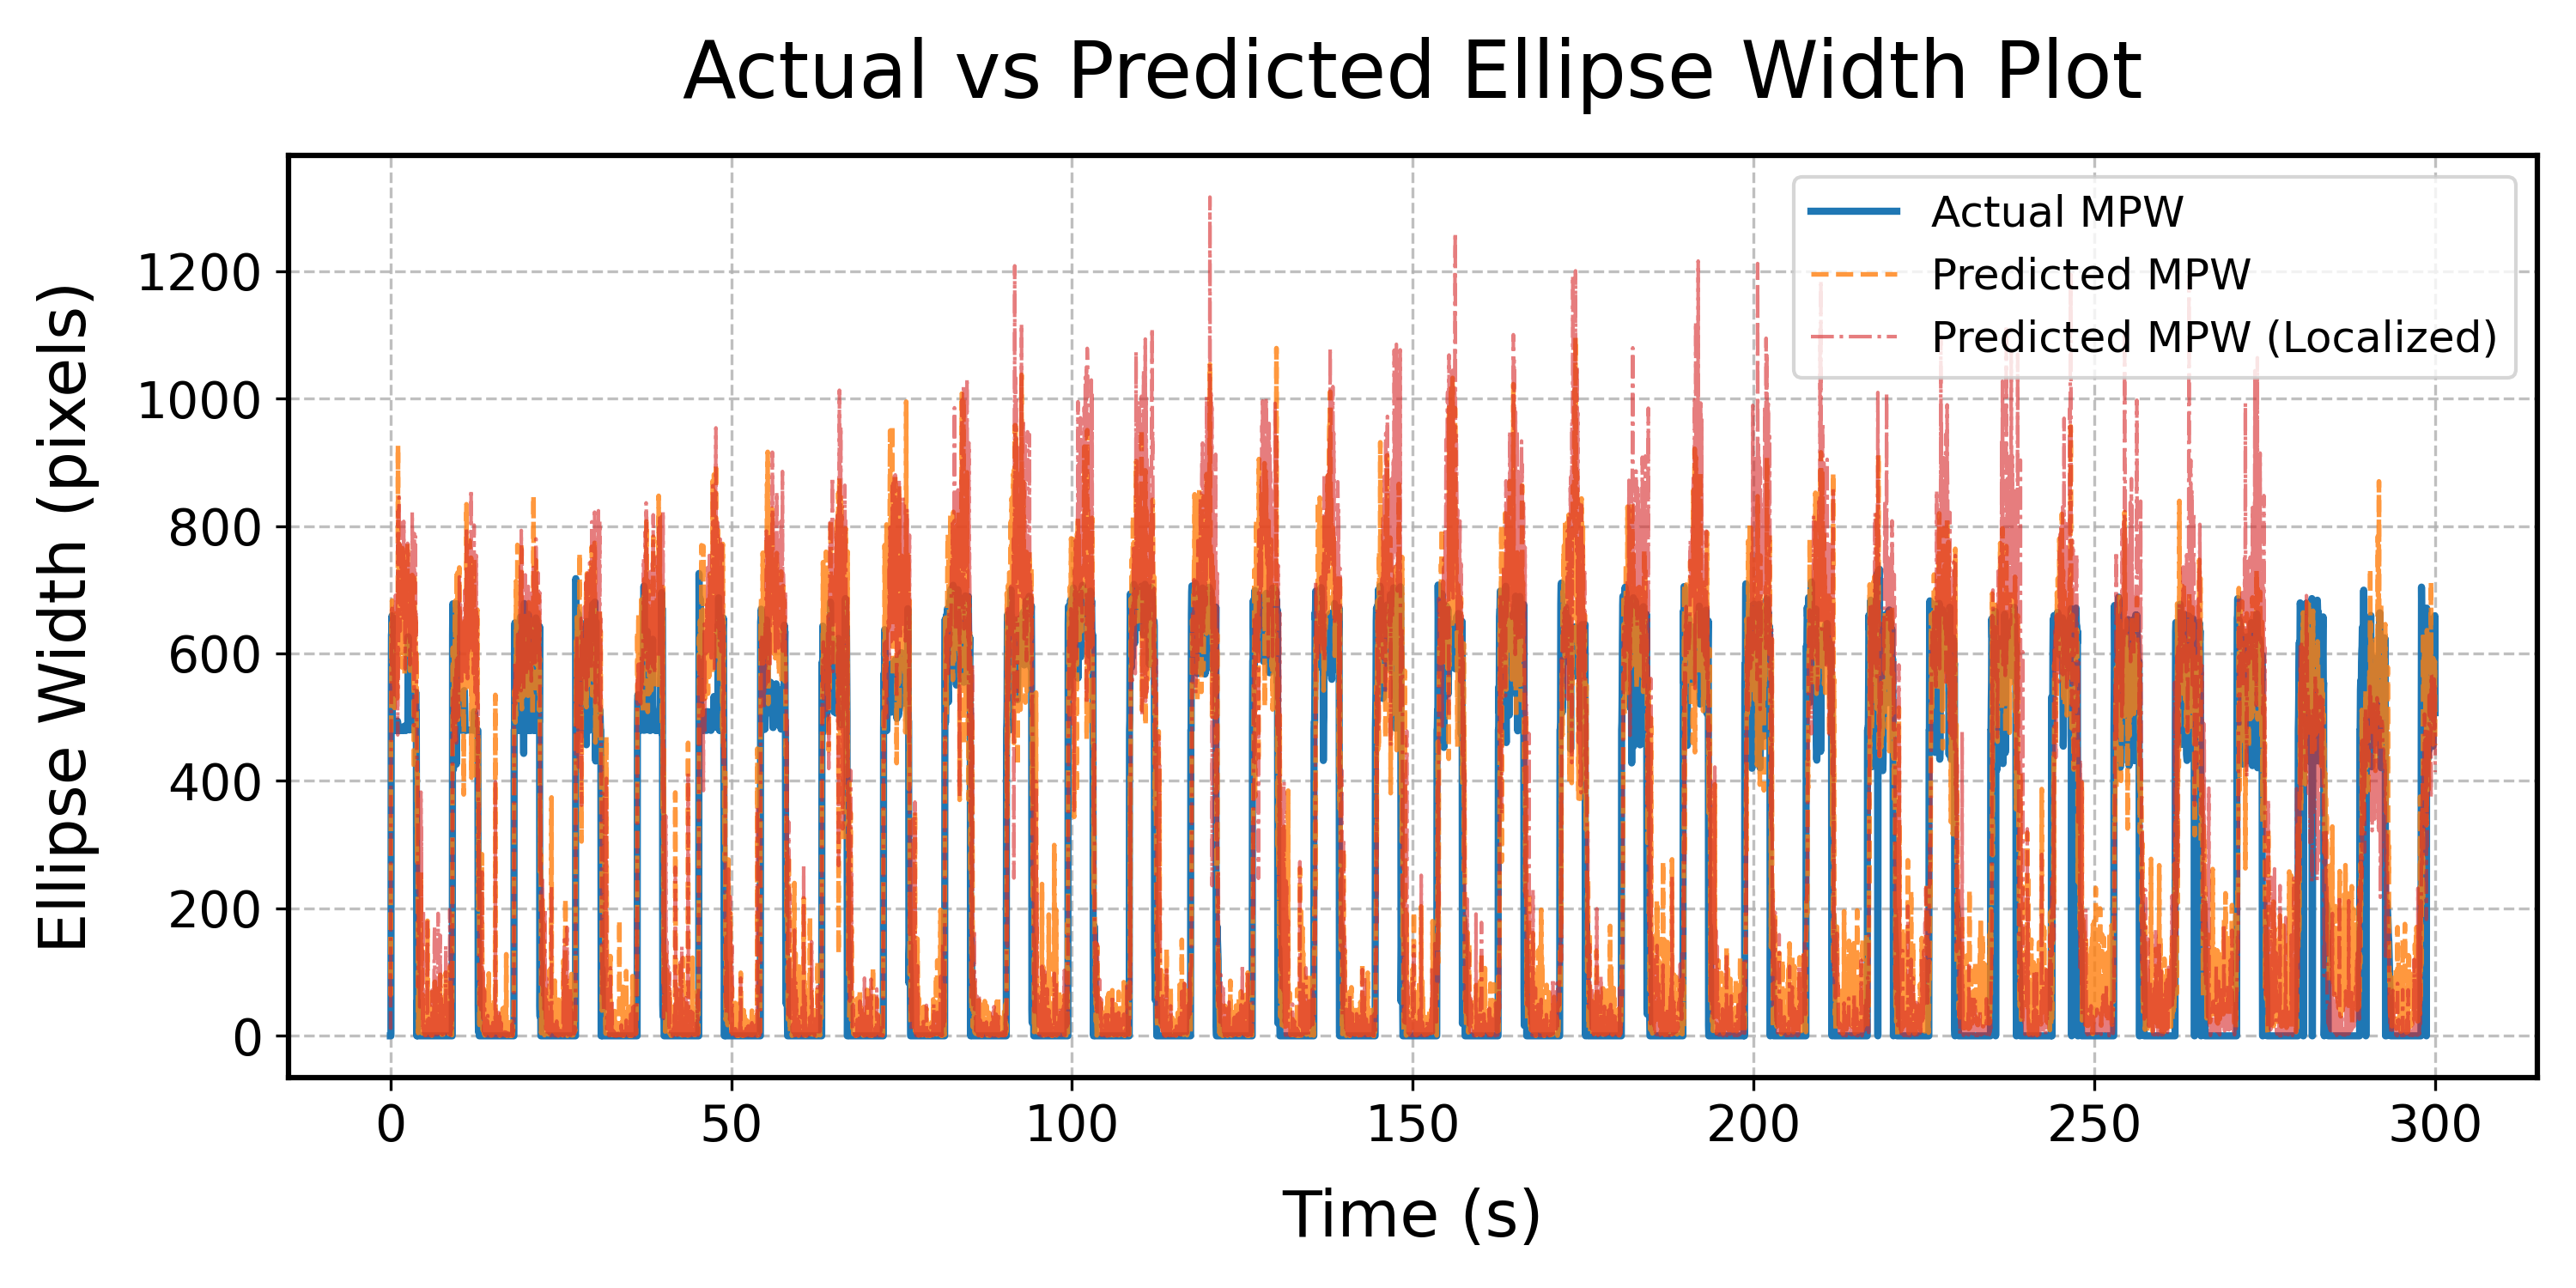 Actual vs Predicted Ellipse Width Plot
Actual MPW
Predicted MPW
Predicted MPW (Localized)
Ellipse Width (pixels)
1200
1000
800
600
400
200
0
0 50 100 150 200 250 300
Time (s)